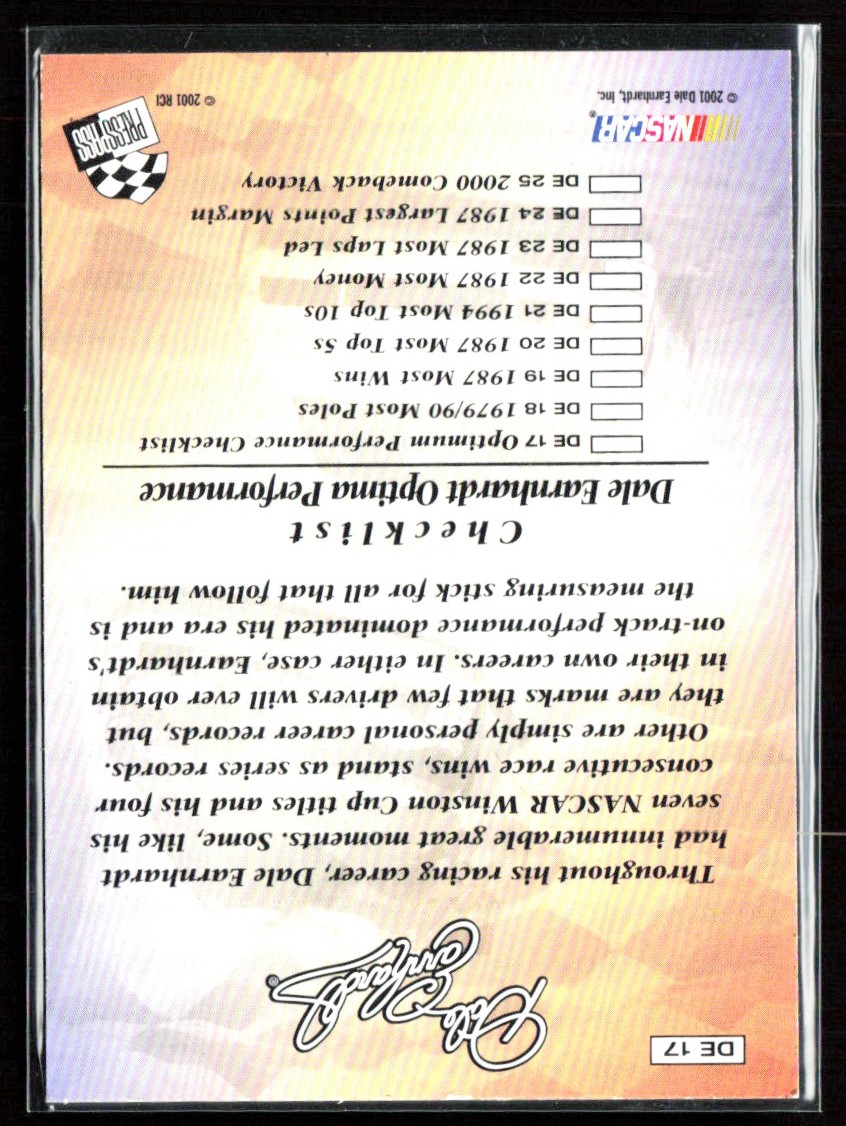 DE 17
Dale Earnhardt®
Throughout his racing career, Dale Earnhardt
had innumerable great moments. Some, like his
seven NASCAR Winston Cup titles and his four
consecutive race wins, stand as series records.
Other are simply personal career records, but
they are marks that few drivers will ever obtain
in their own careers. In either case, Earnhardt's
on-track performance dominated his era and is
the measuring stick for all that follow him.
Checklist
Dale Earnhardt Optima Performance
DE 17 Optimum Performance Checklist
DE 18 1979/90 Most Poles
DE 19 1987 Most Wins
DE 20 1987 Most Top 5s
DE 21 1994 Most Top 10s
DE 22 1987 Most Money
DE 23 1987 Most Laps Led
DE 24 1987 Largest Points Margin
DE 25 2000 Comeback Victory
NASCAR®
© 2001 Dale Earnhardt, Inc.
PRESS PASS
© 2001 RCI